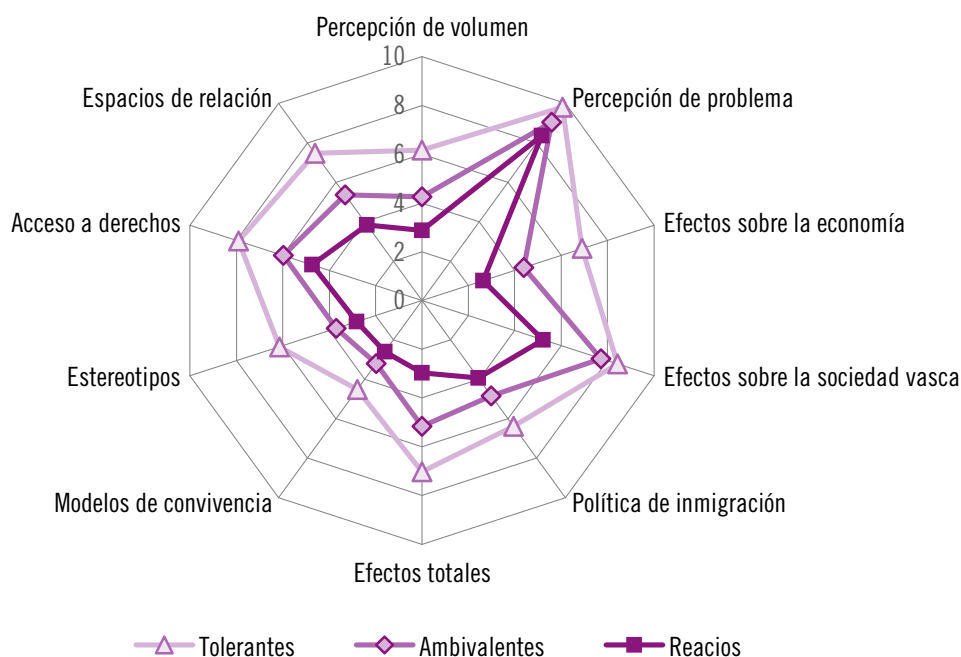 Percepción de volumen
10
Espacios de relación
Percepción de problema
8
6
Acceso a derechos
Efectos sobre la economía
4
2
0
Estereotipos
Efectos sobre la sociedad vasca
Modelos de convivencia
Política de inmigración
Efectos totales
Tolerantes Ambivalentes Reacios